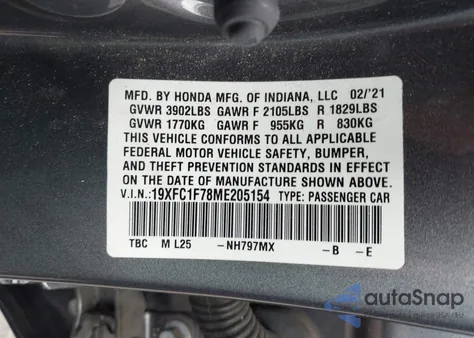 MFD. BY HONDA MFG. OF INDIANA, LLC 02/'21
GVWR 3902LBS GAWR F 2105LBS R 1829LBS
GVWR 1770KG GAWR F 955KG R 830KG
THIS VEHICLE CONFORMS TO ALL APPLICABLE
FEDERAL MOTOR VEHICLE SAFETY, BUMPER,
AND THEFT PREVENTION STANDARDS IN EFFECT
ON THE DATE OF MANUFACTURE SHOWN ABOVE.
V.I.N.: 19XFC1F78ME205154 TYPE: PASSENGER CAR
TBC M L25 -NH797MX -B -E
autoSnap